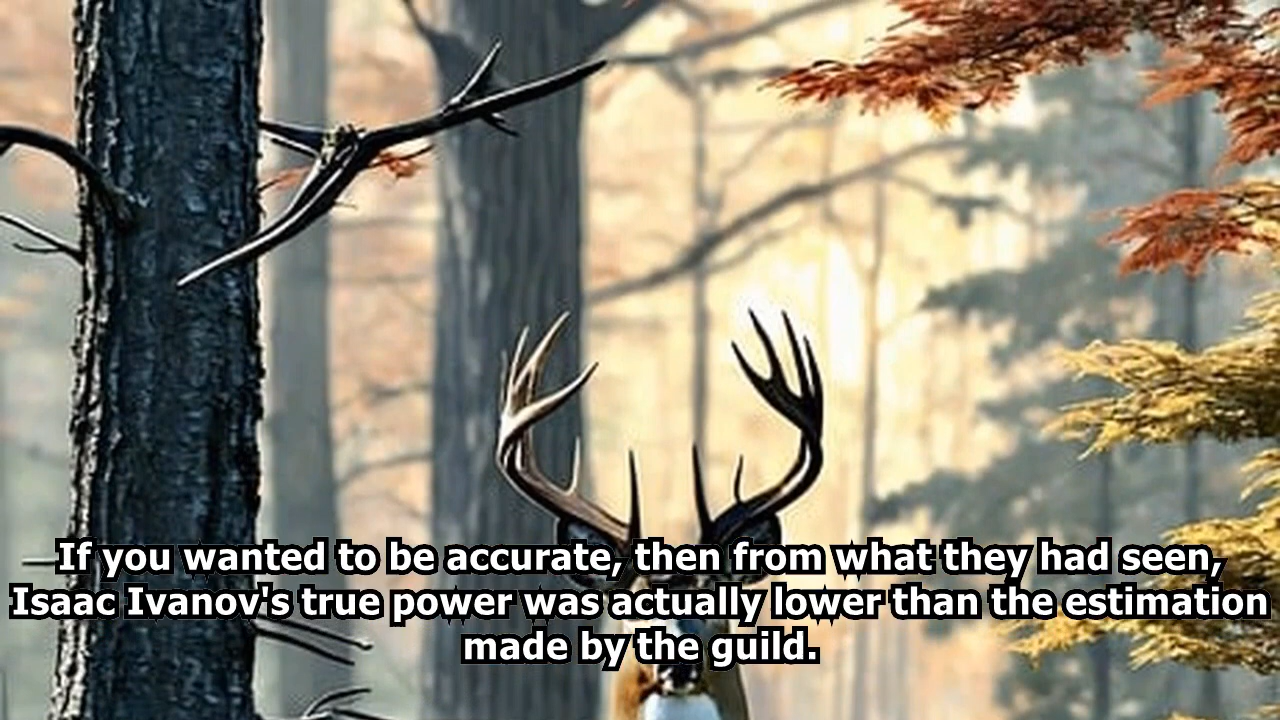 If you wanted to be accurate, then from what they had seen,
Isaac Ivanov's true power was actually lower than the estimation
made by the guild.